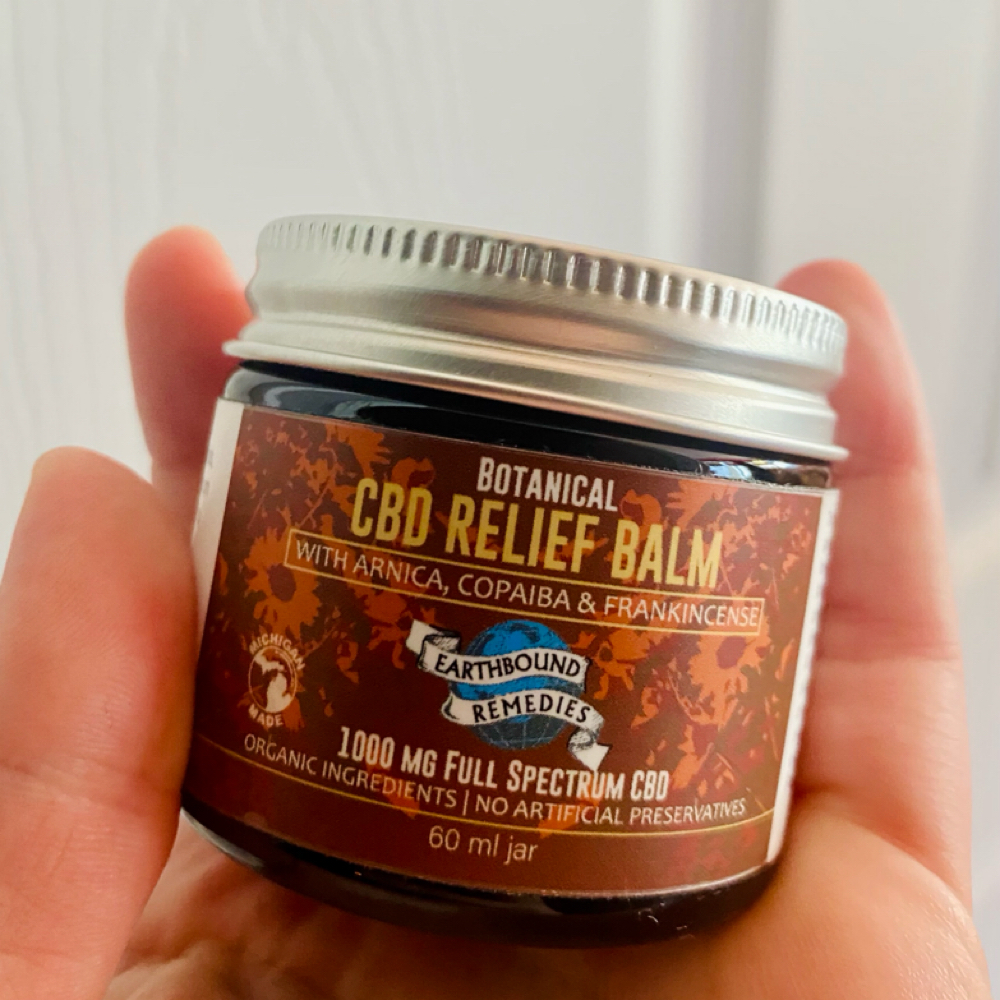 BOTANICAL
CBD RELIEF BALM
WITH ARNICA, COPAIBA & FRANKINCENSE
EARTHBOUND
REMEDIES
MICHIGAN
MADE
1000 MG FULL SPECTRUM CBD
ORGANIC INGREDIENTS | NO ARTIFICIAL PRESERVATIVES
60 ml jar